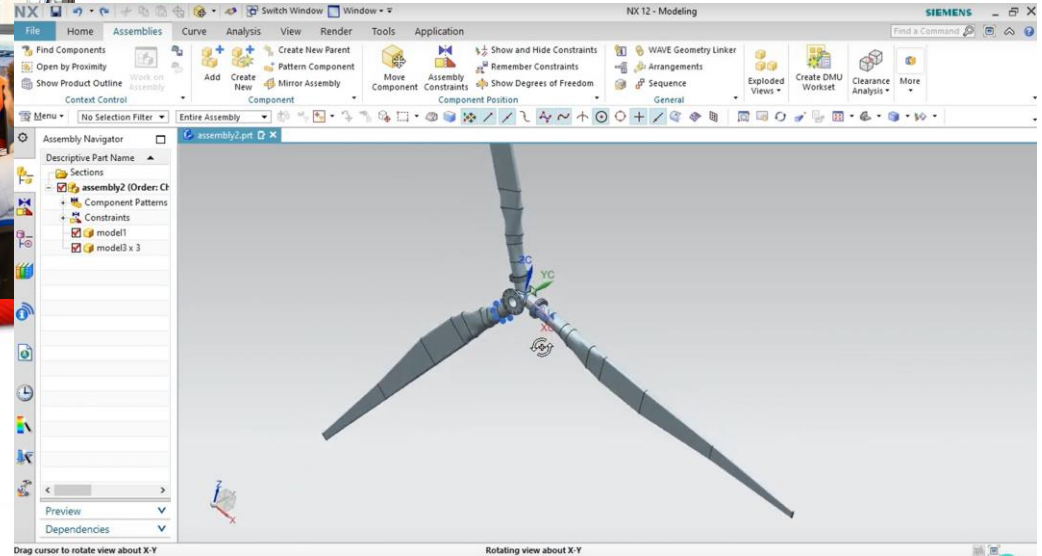 NX Switch Window Window NX 12 - Modeling SIEMENS
File Home Assemblies Curve Analysis View Render Tools Application Find a Command
Find Components
Open by Proximity
Show Product Outline
Work on Assembly
Context Control
Add
Create New
Create New Parent
Pattern Component
Mirror Assembly
Component
Move Component
Assembly Constraints
Show and Hide Constraints
Remember Constraints
Show Degrees of Freedom
Component Position
WAVE Geometry Linker
Arrangements
Sequence
General
Exploded Views
Create DMU Workset
Clearance Analysis
More
Menu No Selection Filter Entire Assembly
Assembly Navigator
assembly2.prt
Descriptive Part Name
Sections
assembly2 (Order: Ch
Component Patterns
Constraints
model1
model3 x 3
ZC
YC
XC
Z
X
Preview
Dependencies
Drag cursor to rotate view about X-Y Rotating view about X-Y